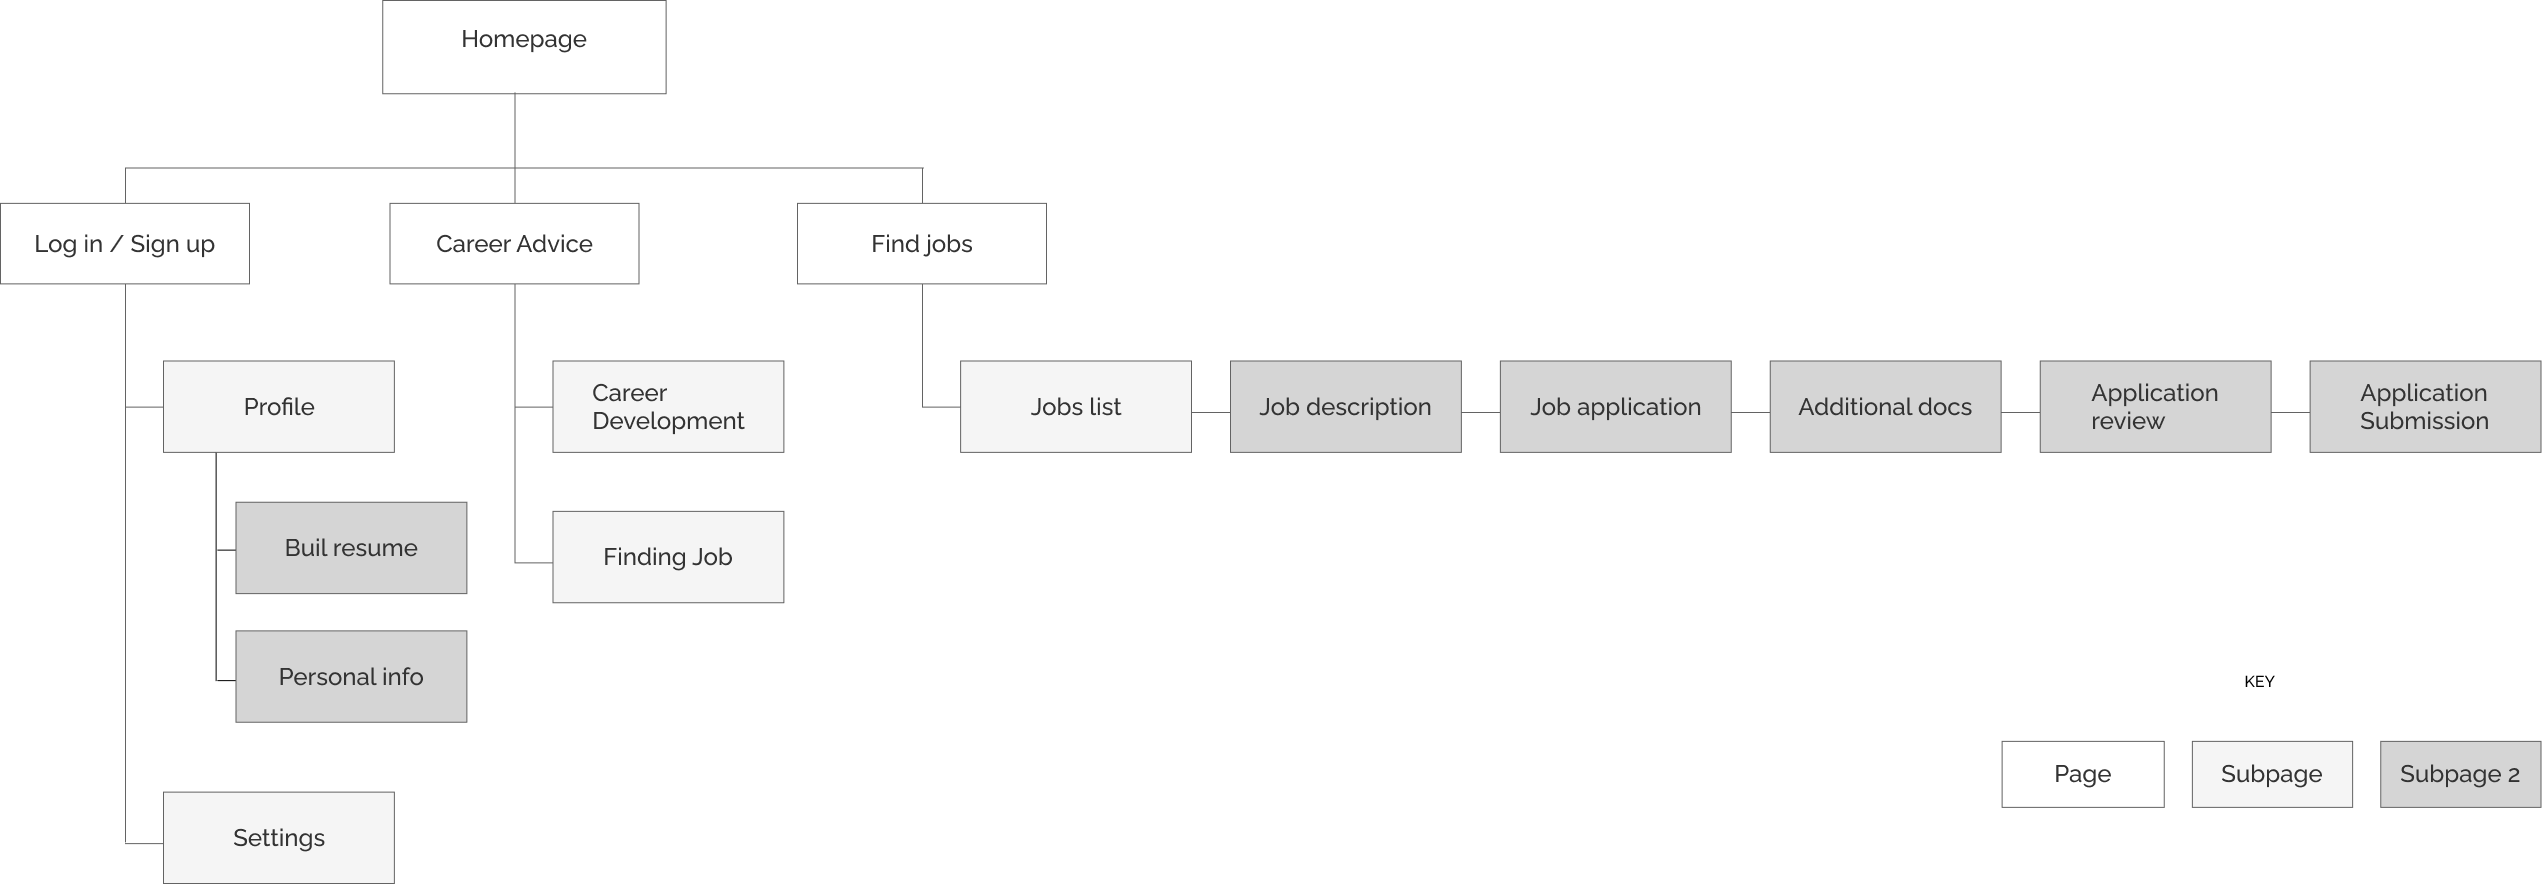 Homepage
Log in / Sign up
Career Advice
Find jobs
Profile
Career
Development
Jobs list
Job description
Job application
Additional docs
Application
review
Application
Submission
Buil resume
Finding Job
Personal info
KEY
Page
Subpage
Subpage 2
Settings